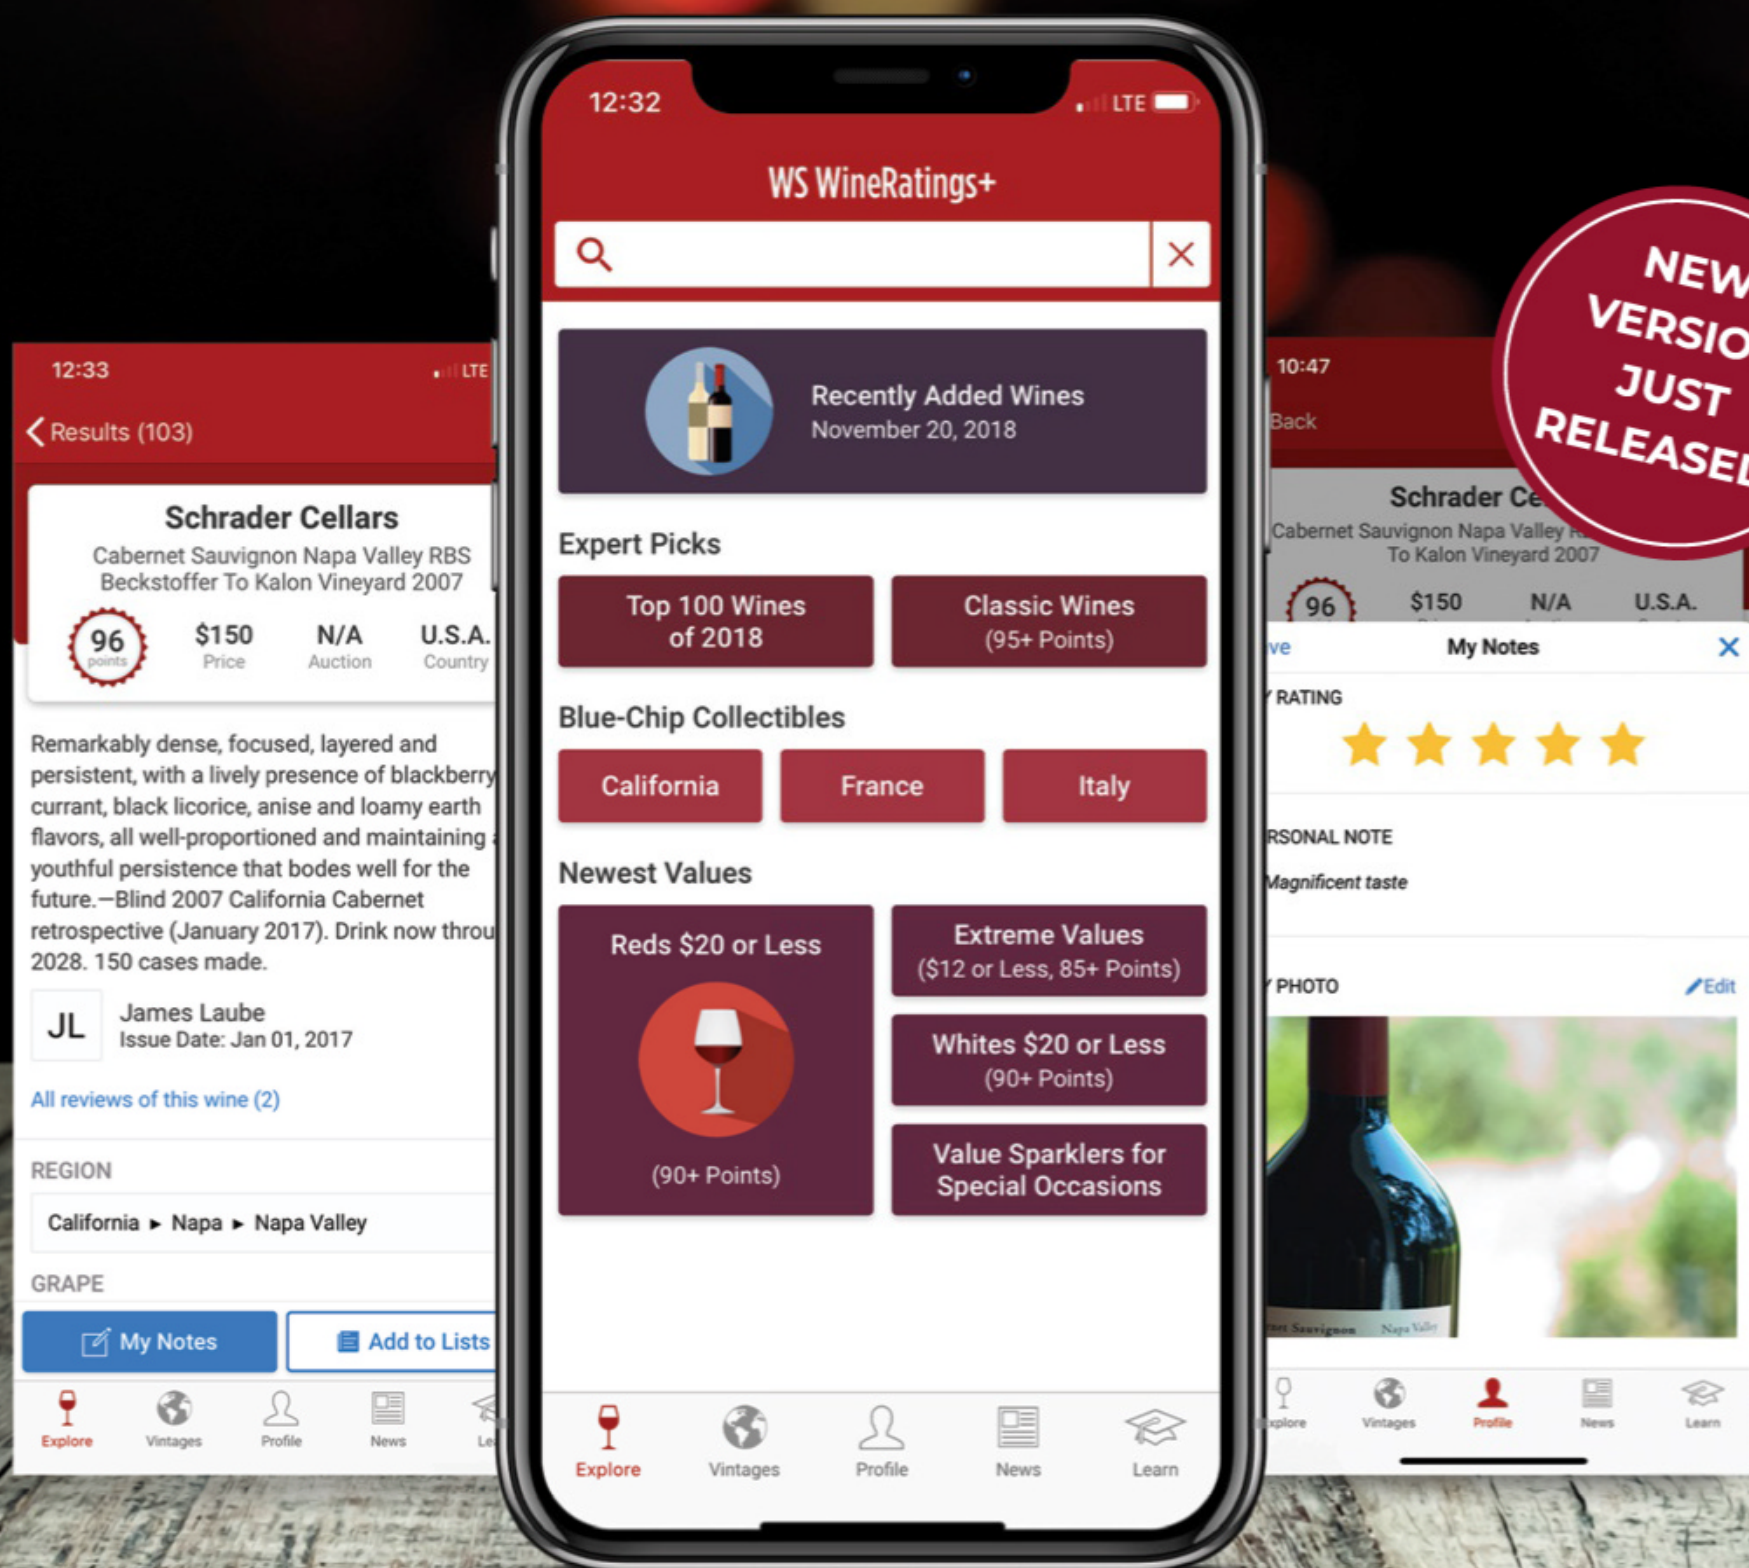 12:33
LTE
Results (103)
Schrader Cellars
Cabernet Sauvignon Napa Valley RBS
Beckstoffer To Kalon Vineyard 2007
96
points
$150
Price
N/A
Auction
U.S.A.
Country
Remarkably dense, focused, layered and
persistent, with a lively presence of blackberry
currant, black licorice, anise and loamy earth
flavors, all well-proportioned and maintaining
youthful persistence that bodes well for the
future.—Blind 2007 California Cabernet
retrospective (January 2017). Drink now throu
2028. 150 cases made.
JL
James Laube
Issue Date: Jan 01, 2017
All reviews of this wine (2)
REGION
California ▸ Napa ▸ Napa Valley
GRAPE
My Notes
Add to Lists
Explore
Vintages
Profile
News
Le
12:32
LTE
WS WineRatings+
Recently Added Wines
November 20, 2018
Expert Picks
Top 100 Wines
of 2018
Classic Wines
(95+ Points)
Blue-Chip Collectibles
California
France
Italy
Newest Values
Reds $20 or Less
(90+ Points)
Extreme Values
($12 or Less, 85+ Points)
Whites $20 or Less
(90+ Points)
Value Sparklers for
Special Occasions
Explore
Vintages
Profile
News
Learn
NEW
VERSIO
JUST
RELEASED
10:47
Back
Schrader Ce
Cabernet Sauvignon Napa Valley
To Kalon Vineyard 2007
96
$150
N/A
U.S.A.
ve
My Notes
RATING
RSONAL NOTE
Magnificent taste
PHOTO
Edit
Sauvignon
Napa Valley
xplore
Vintages
Profile
News
Learn